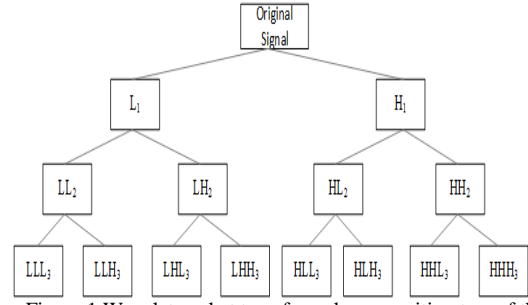 Original
Signal
L₁ H₁
LL₂ LH₂ HL₂ HH₂
LLL₃ LLH₃ LHL₃ LHH₃ HLL₃ HLH₃ HHL₃ HHH₃